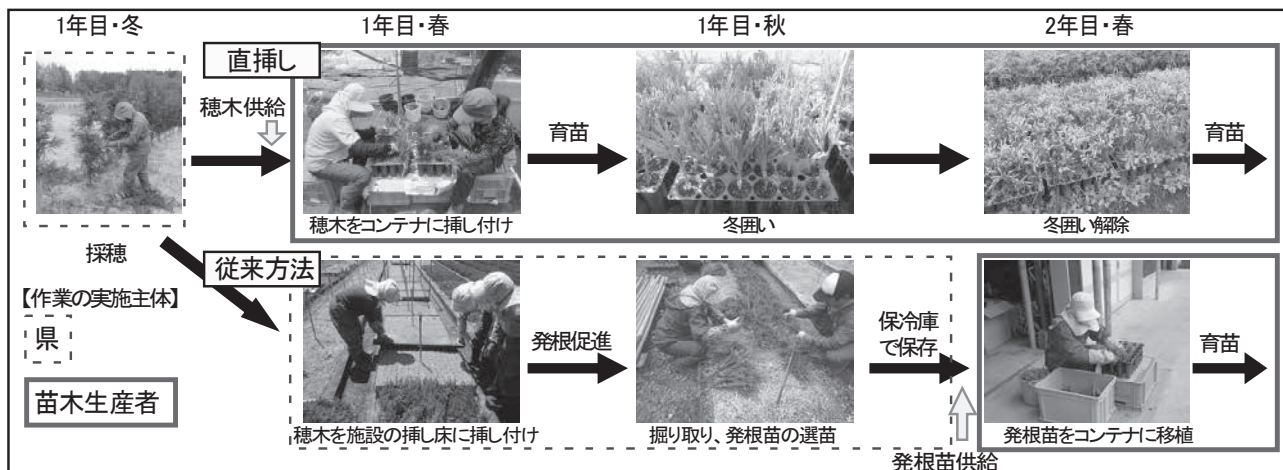 1年目・冬
1年目・春
1年目・秋
2年目・春
直挿し
穂木供給
育苗
育苗
穂木をコンテナに挿し付け
冬囲い
冬囲い解除
採穂
従来方法
【作業の実施主体】
県
苗木生産者
発根促進
保冷庫
で保存
育苗
穂木を施設の挿し床に挿し付け
掘り取り、発根苗の選苗
発根苗をコンテナに移植
発根苗供給